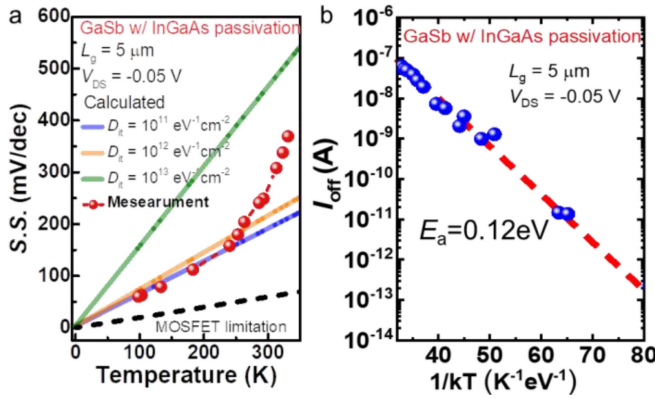 a
GaSb w/ InGaAs passivation
L_g = 5 μm
V_DS = -0.05 V
Calculated
D_it = 10^11 eV^-1cm^-2
D_it = 10^12 eV^-1cm^-2
D_it = 10^13 eV^-1cm^-2
Mesearument
MOSFET limitation
S.S. (mV/dec)
600
500
400
300
200
100
0
0
100
200
300
Temperature (K)
b
GaSb w/ InGaAs passivation
L_g = 5 μm
V_DS = -0.05 V
E_a=0.12eV
I_off (A)
10^-6
10^-7
10^-8
10^-9
10^-10
10^-11
10^-12
10^-13
10^-14
40
50
60
70
80
1/kT (K^-1eV^-1)